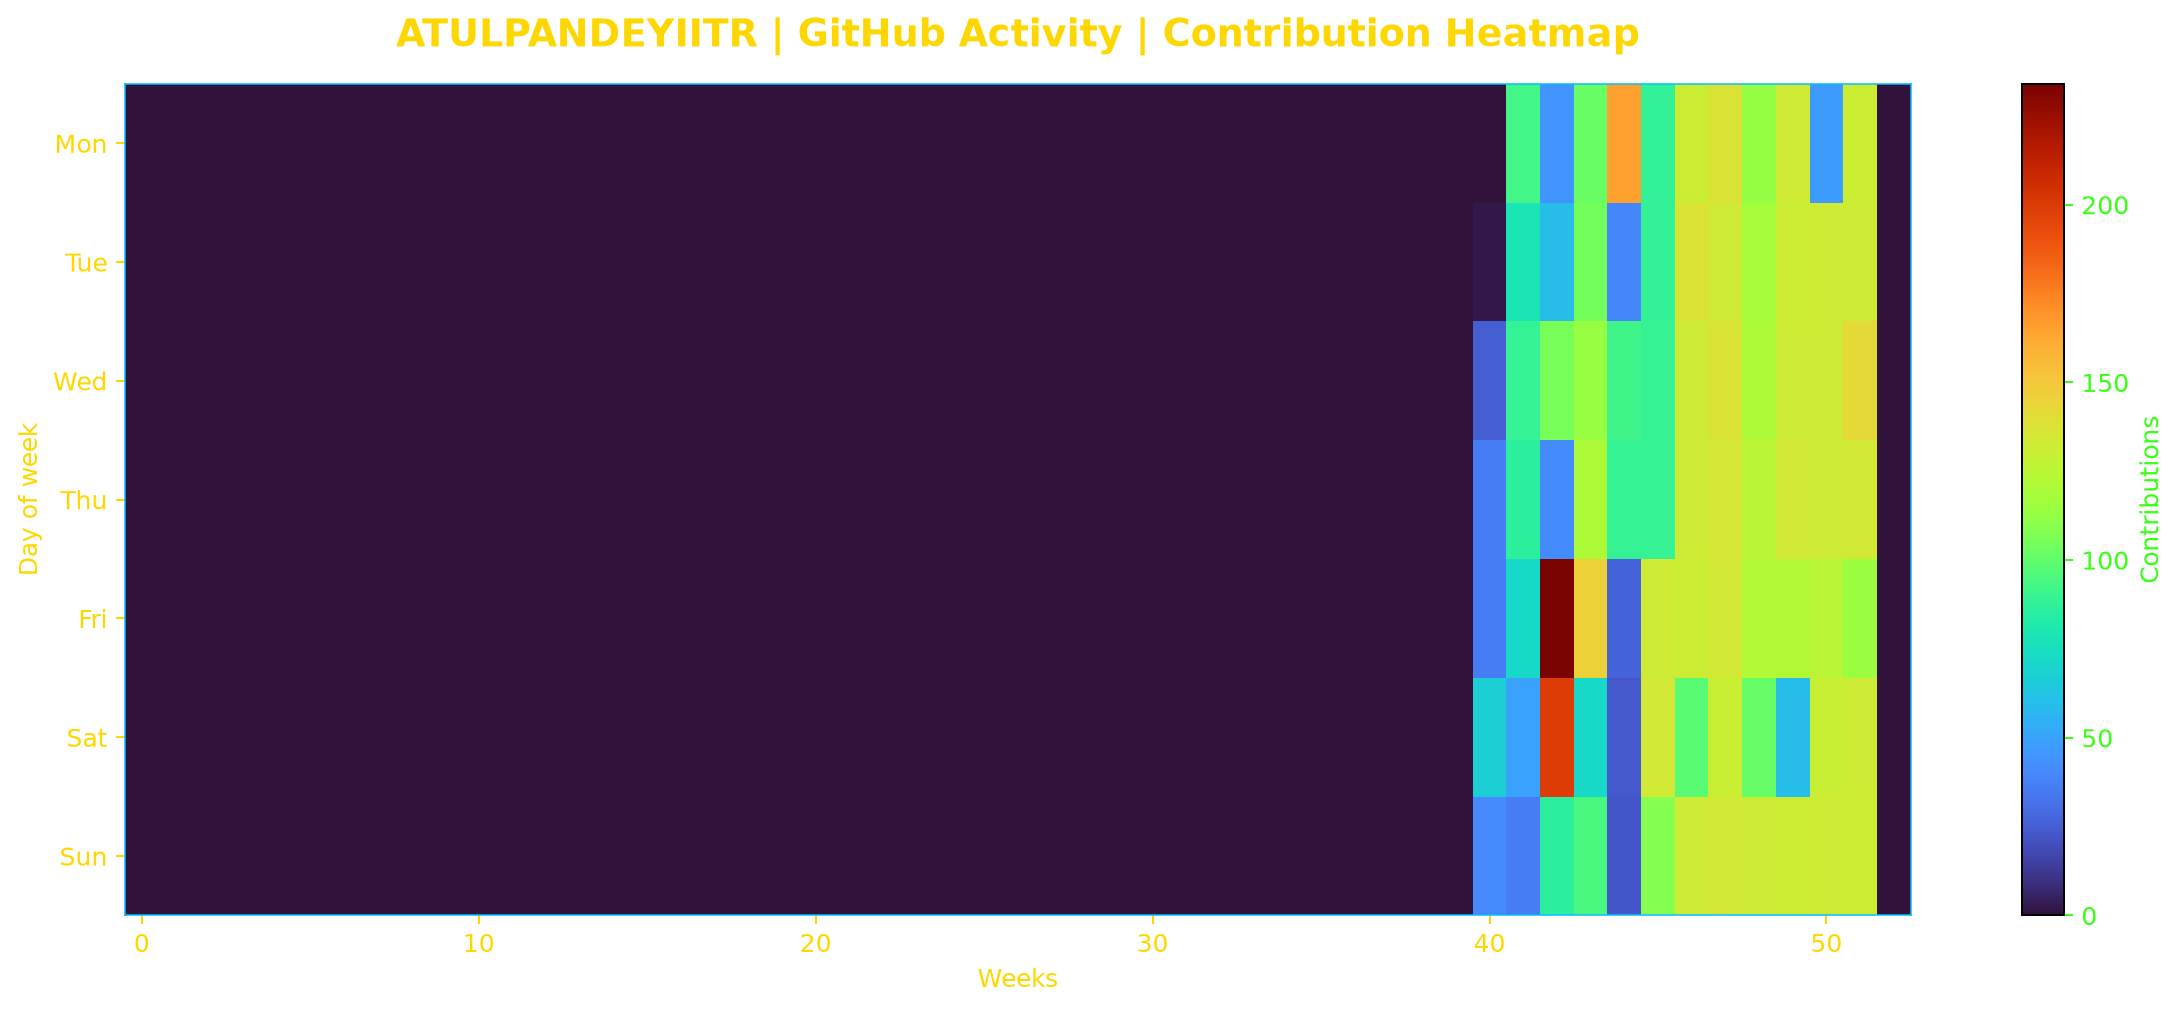 ATULPANDEYIITR | GitHub Activity | Contribution Heatmap
Day of week
Mon
Tue
Wed
Thu
Fri
Sat
Sun
0 10 20 30 40 50
Weeks
200
150
100
50
0
Contributions